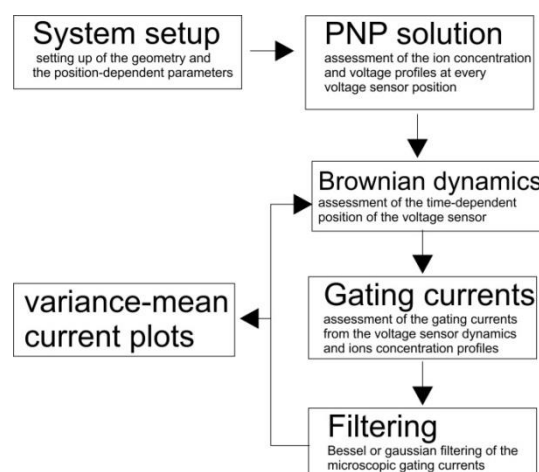 System setup
setting up of the geometry and
the position-dependent parameters
PNP solution
assessment of the ion concentration
and voltage profiles at every
voltage sensor position
Brownian dynamics
assessment of the time-dependent
position of the voltage sensor
variance-mean
current plots
Gating currents
assessment of the gating currents
from the voltage sensor dynamics
and ions concentration profiles
Filtering
Bessel or gaussian filtering of the
microscopic gating currents